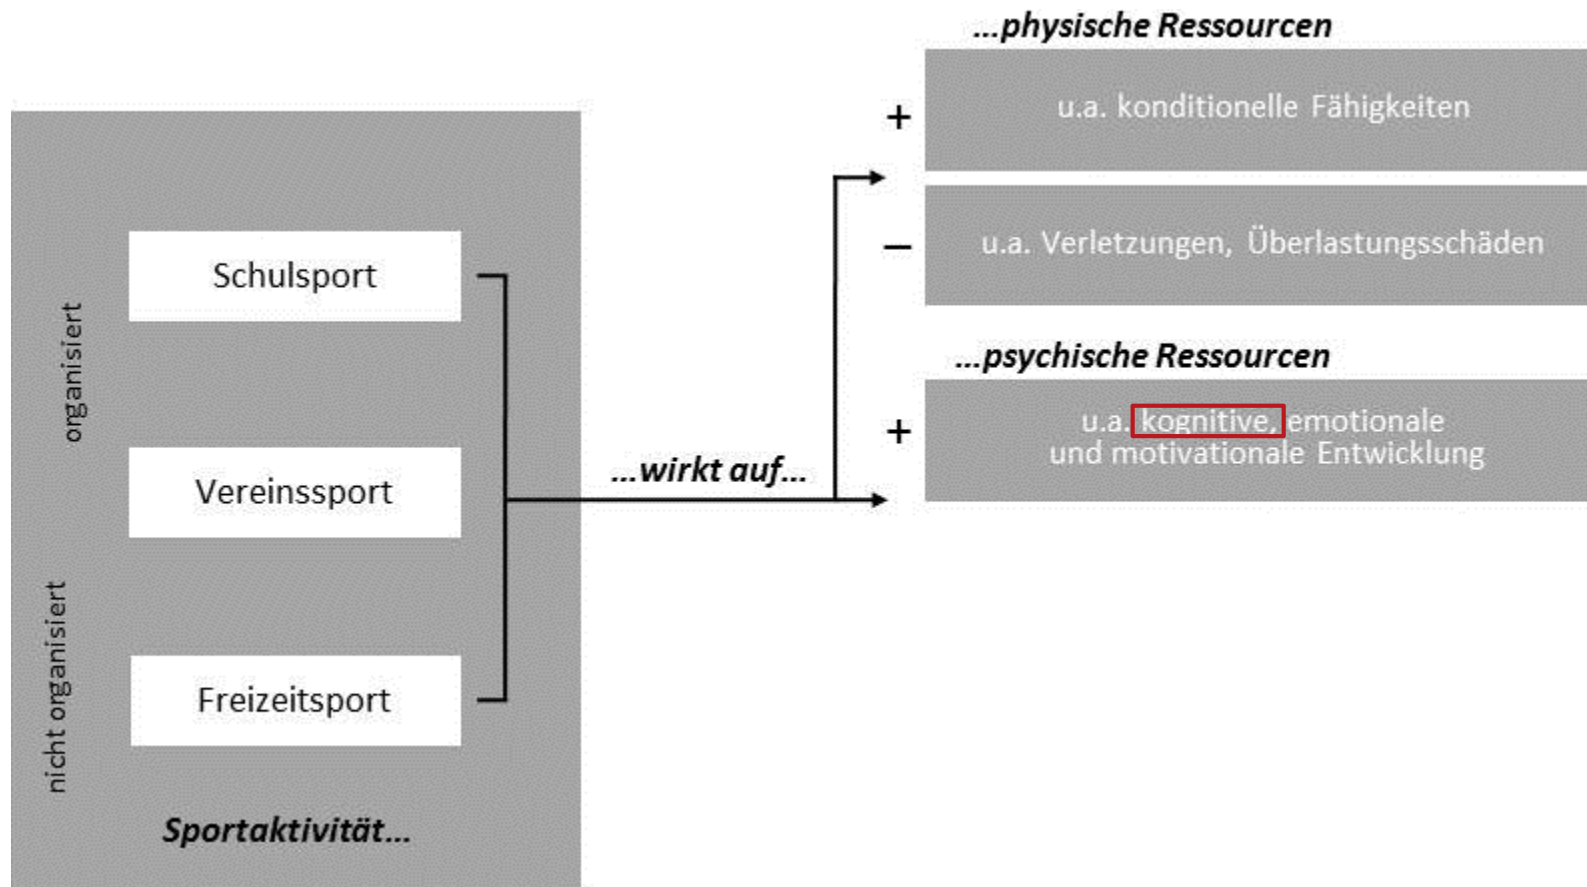 ...physische Ressourcen
+
u.a. konditionelle Fähigkeiten
–
u.a. Verletzungen, Überlastungsschäden
...psychische Ressourcen
+
u.a. kognitive, emotionale
und motivationale Entwicklung
...wirkt auf...
organisiert
Schulsport
Vereinssport
nicht organisiert
Freizeitsport
Sportaktivität...